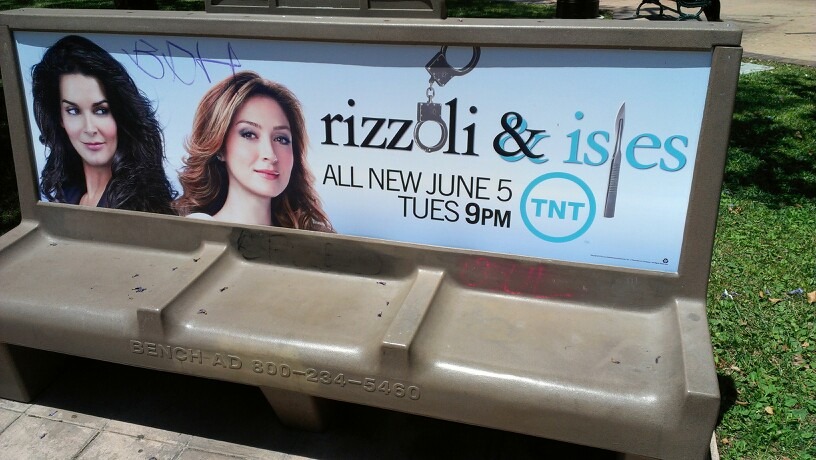 rizzoli & isles
ALL NEW JUNE 5
TUES 9PM
TNT
BENCH AD 800-234-5460